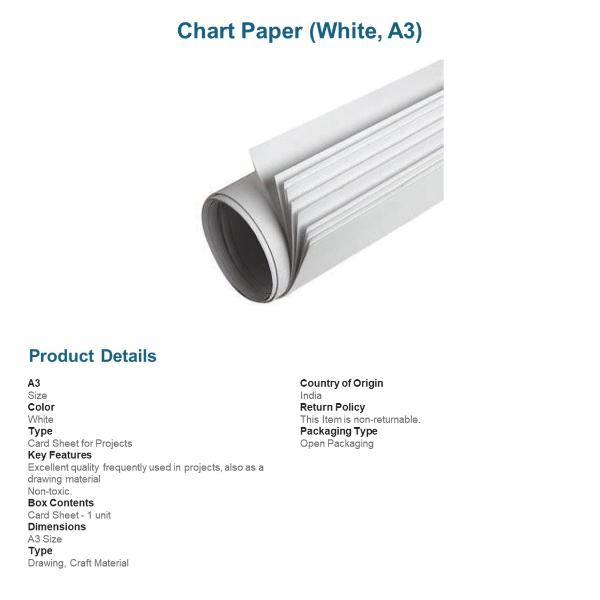 Chart Paper (White, A3)
Product Details
A3
Size
Color
White
Type
Card Sheet for Projects
Key Features
Excellent quality frequently used in projects, also as a
drawing material
Non-toxic.
Box Contents
Card Sheet - 1 unit
Dimensions
A3 Size
Type
Drawing, Craft Material
Country of Origin
India
Return Policy
This Item is non-returnable.
Packaging Type
Open Packaging